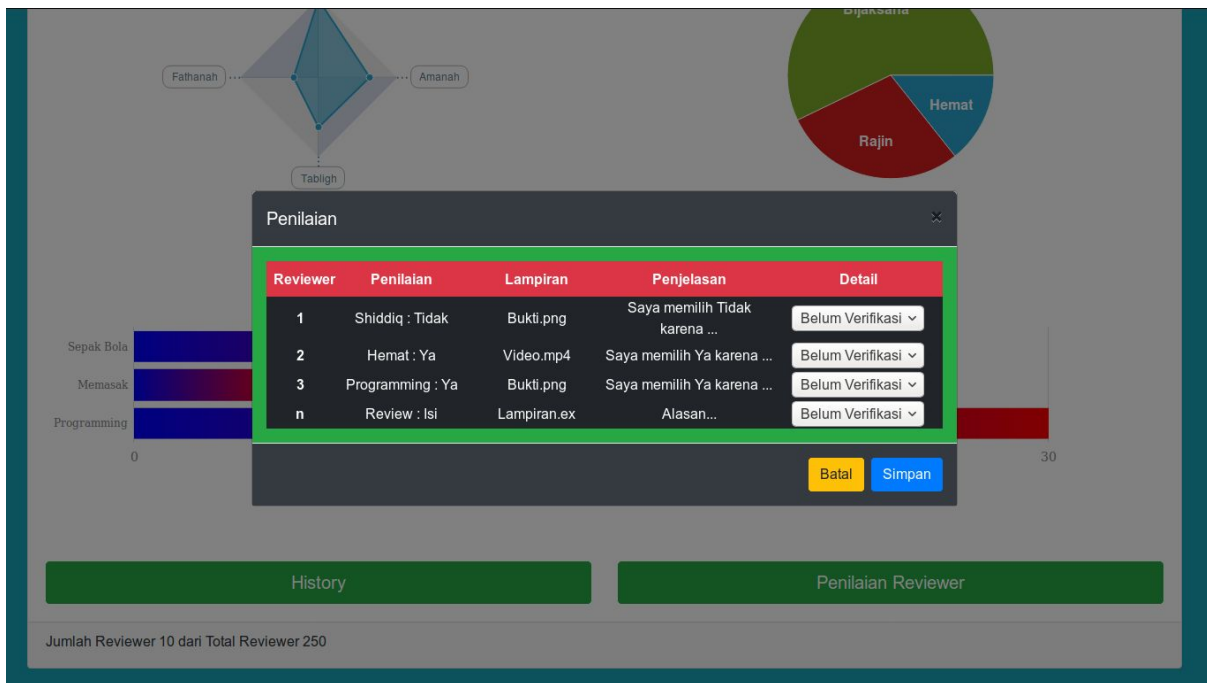 Bijaksana
Fathanah
Amanah
Hemat
Rajin
Tabligh
Penilaian
×
Reviewer Penilaian Lampiran Penjelasan Detail
1 Shiddiq : Tidak Bukti.png Saya memilih Tidak karena ... Belum Verifikasi
2 Hemat : Ya Video.mp4 Saya memilih Ya karena ... Belum Verifikasi
3 Programming : Ya Bukti.png Saya memilih Ya karena ... Belum Verifikasi
n Review : Isi Lampiran.ex Alasan... Belum Verifikasi
Sepak Bola
Memasak
Programming
0 30
Batal Simpan
History Penilaian Reviewer
Jumlah Reviewer 10 dari Total Reviewer 250